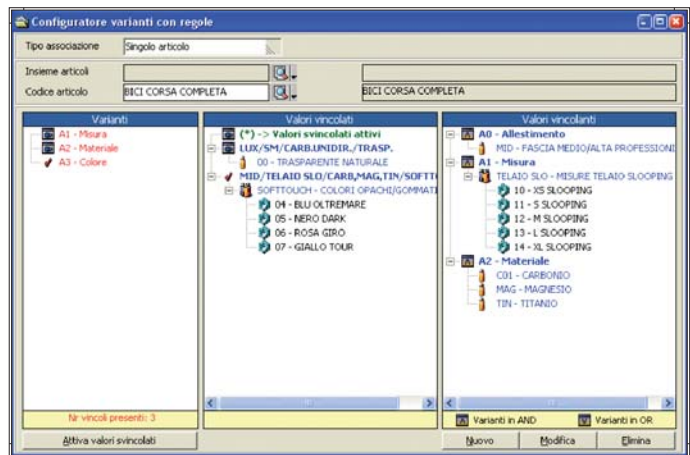 Configuratore varianti con regole
Tipo associazione
Singolo articolo
Insieme articoli
Codice articolo
BICI CORSA COMPLETA
BICI CORSA COMPLETA
Varianti
A1 - Misura
A2 - Materiale
A3 - Colore
Nr vincoli presenti: 3
Attiva valori svincolati
Valori vincolati
(*) -> Valori svincolati attivi
LUX/SM/CARB.UNIDIR./TRASP.
00 - TRASPARENTE NATURALE
MID/TELAIO SLO/CARB,MAG,TIN/SOFTT
SOFTTOUCH - COLORI OPACHI/GOMMATI
04 - BLU OLTREMARE
05 - NERO DARK
06 - ROSA GIRO
07 - GIALLO TOUR
Valori vincolanti
A0 - Allestimento
MID - FASCIA MEDIO/ALTA PROFESSIONI
A1 - Misura
TELAIO SLO - MISURE TELAIO SLOOPING
10 - XS SLOOPING
11 - S SLOOPING
12 - M SLOOPING
13 - L SLOOPING
14 - XL SLOOPING
A2 - Materiale
C01 - CARBONIO
MAG - MAGNESIO
TIN - TITANIO
Varianti in AND
Varianti in OR
Nuovo
Modifica
Elimina